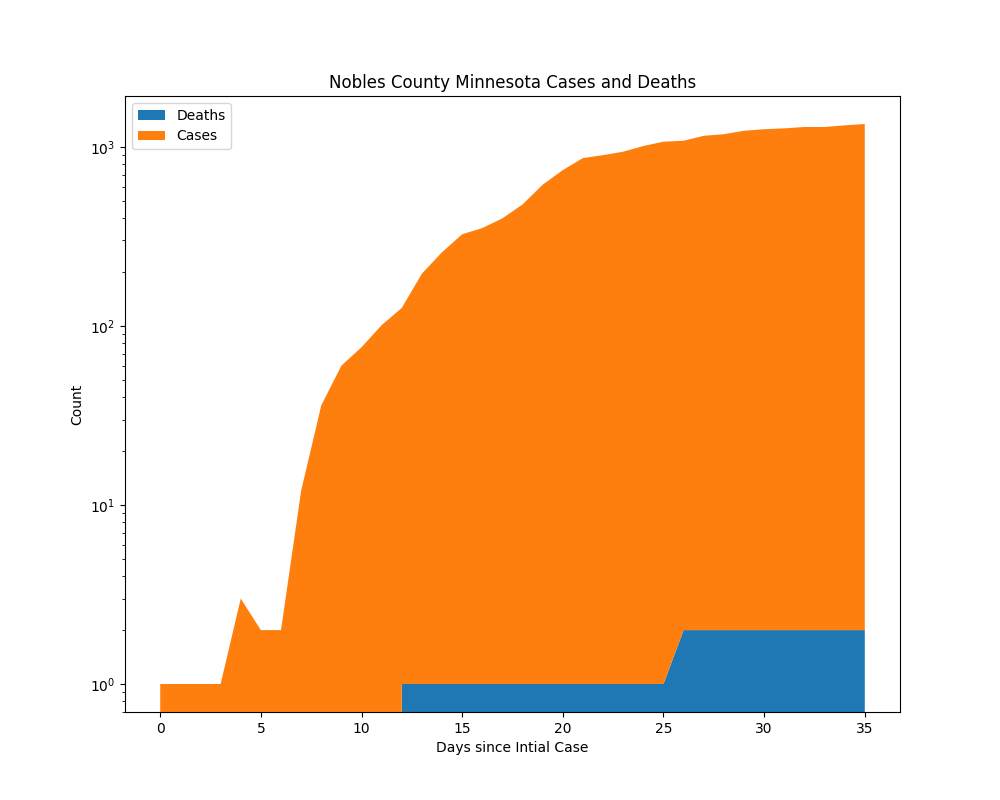 Nobles County Minnesota Cases and Deaths
Deaths
Cases
10³
10²
10¹
10⁰
Count
0 5 10 15 20 25 30 35
Days since Intial Case